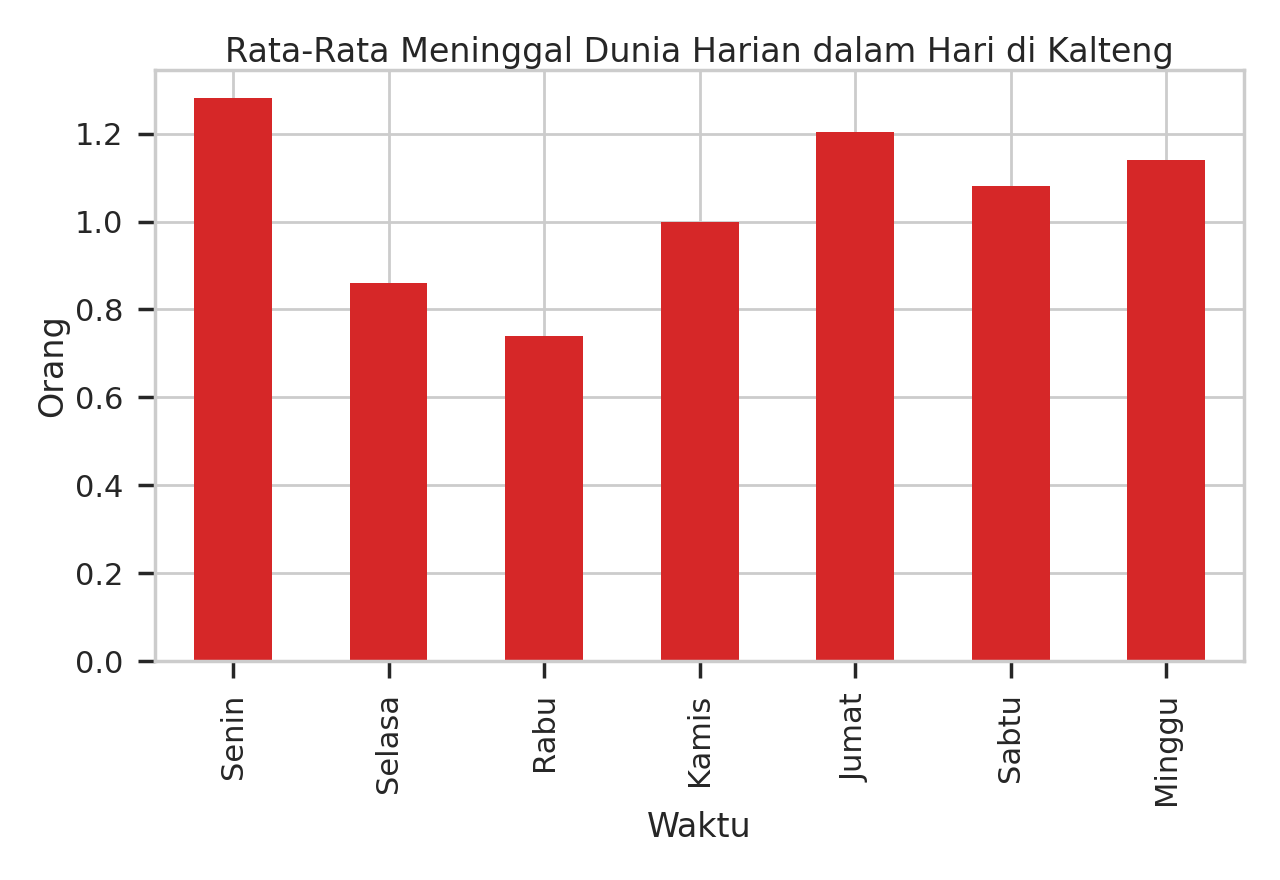 Rata-Rata Meninggal Dunia Harian dalam Hari di Kalteng
Orang
1.2
1.0
0.8
0.6
0.4
0.2
0.0
Senin
Selasa
Rabu
Kamis
Jumat
Sabtu
Minggu
Waktu